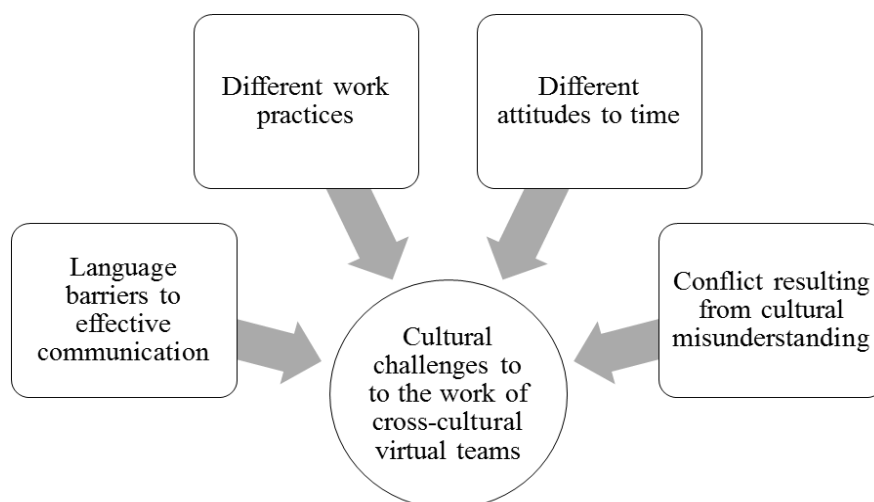 Different work
practices
Different
attitudes to time
Language
barriers to
effective
communication
Conflict resulting
from cultural
misunderstanding
Cultural
challenges to
to the work of
cross-cultural
virtual teams